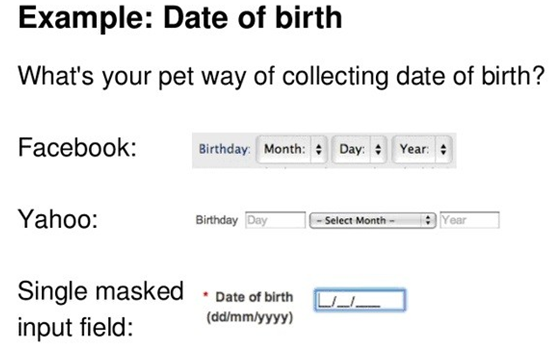 Example: Date of birth
What's your pet way of collecting date of birth?
Facebook: Birthday: Month: Day: Year:
Yahoo: Birthday Day - Select Month - Year
Single masked * Date of birth __/__/____
input field: (dd/mm/yyyy)